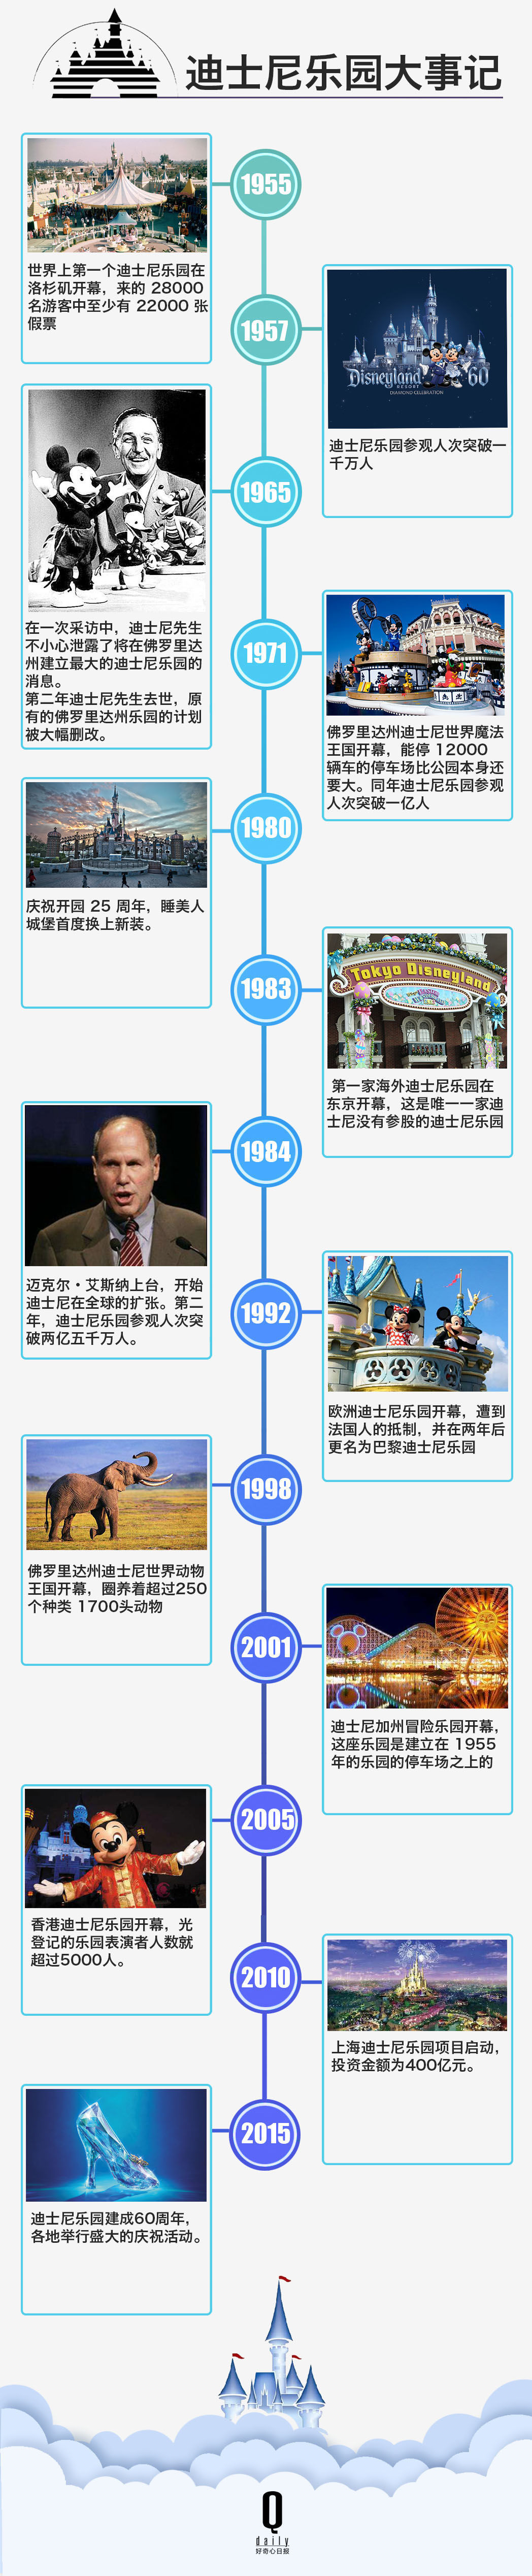 迪士尼乐园大事记
1955
世界上第一个迪士尼乐园在
洛杉矶开幕，来的 28000
名游客中至少有 22000 张
假票
1957
Disneyland
RESORT
60
DIAMOND CELEBRATION
迪士尼乐园参观人次突破一
千万人
1965
在一次采访中，迪士尼先生
不小心泄露了将在佛罗里达
州建立最大的迪士尼乐园的
消息。
第二年迪士尼先生去世，原
有的佛罗里达州乐园的计划
被大幅删改。
1971
佛罗里达州迪士尼世界魔法
王国开幕，能停 12000
辆车的停车场比公园本身还
要大。同年迪士尼乐园参观
人次突破一亿人
1980
庆祝开园 25 周年，睡美人
城堡首度换上新装。
1983
Tokyo Disneyland
第一家海外迪士尼乐园在
东京开幕，这是唯一一家迪
士尼没有参股的迪士尼乐园
1984
迈克尔·艾斯纳上台，开始
迪士尼在全球的扩张。第二
年，迪士尼乐园参观人次突
破两亿五千万人。
1992
欧洲迪士尼乐园开幕，遭到
法国人的抵制，并在两年后
更名为巴黎迪士尼乐园
1998
佛罗里达州迪士尼世界动物
王国开幕，圈养着超过250
个种类 1700头动物
2001
迪士尼加州冒险乐园开幕，
这座乐园是建立在 1955
年的乐园的停车场之上的
2005
香港迪士尼乐园开幕，光
登记的乐园表演者人数就
超过5000人。
2010
上海迪士尼乐园项目启动，
投资金额为400亿元。
2015
迪士尼乐园建成60周年，
各地举行盛大的庆祝活动。
Q
daily
好奇心日报